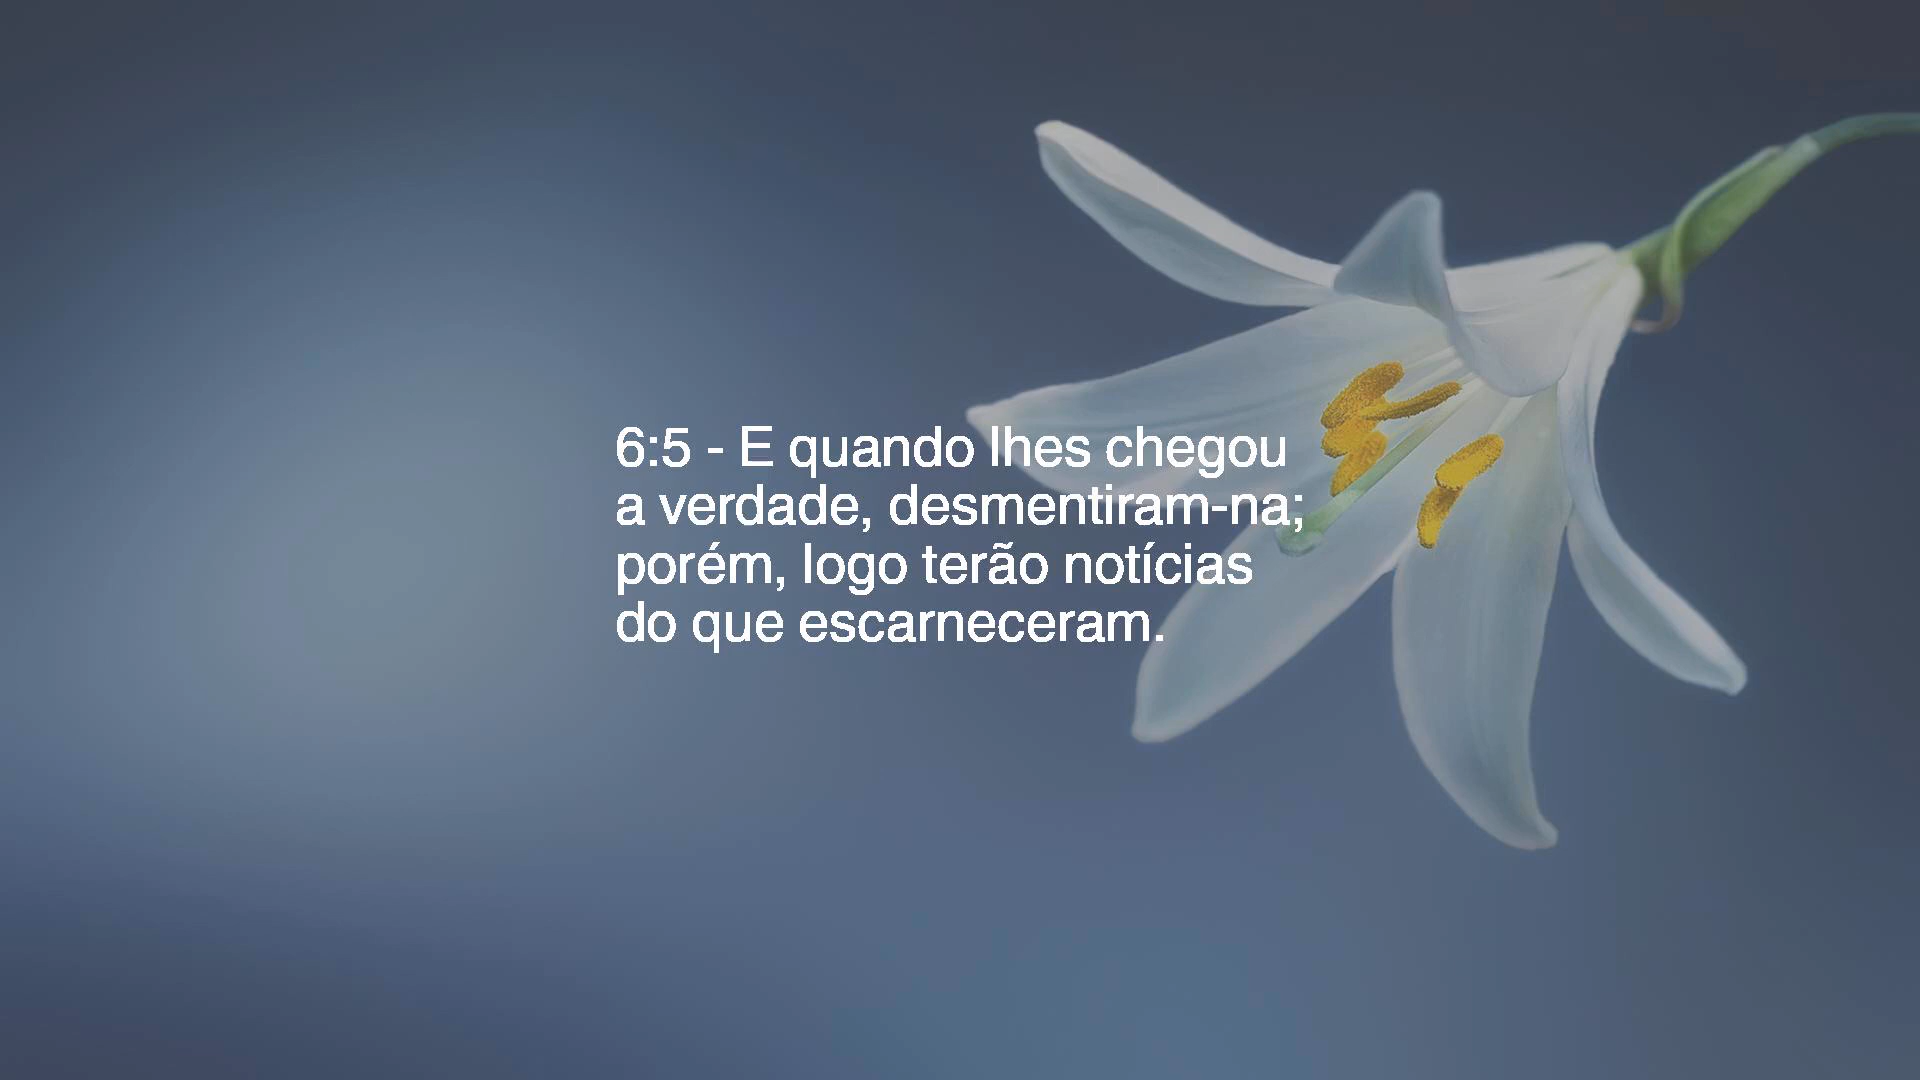 6:5 - E quando lhes chegou
a verdade, desmentiram-na;
porém, logo terão notícias
do que escarneceram.